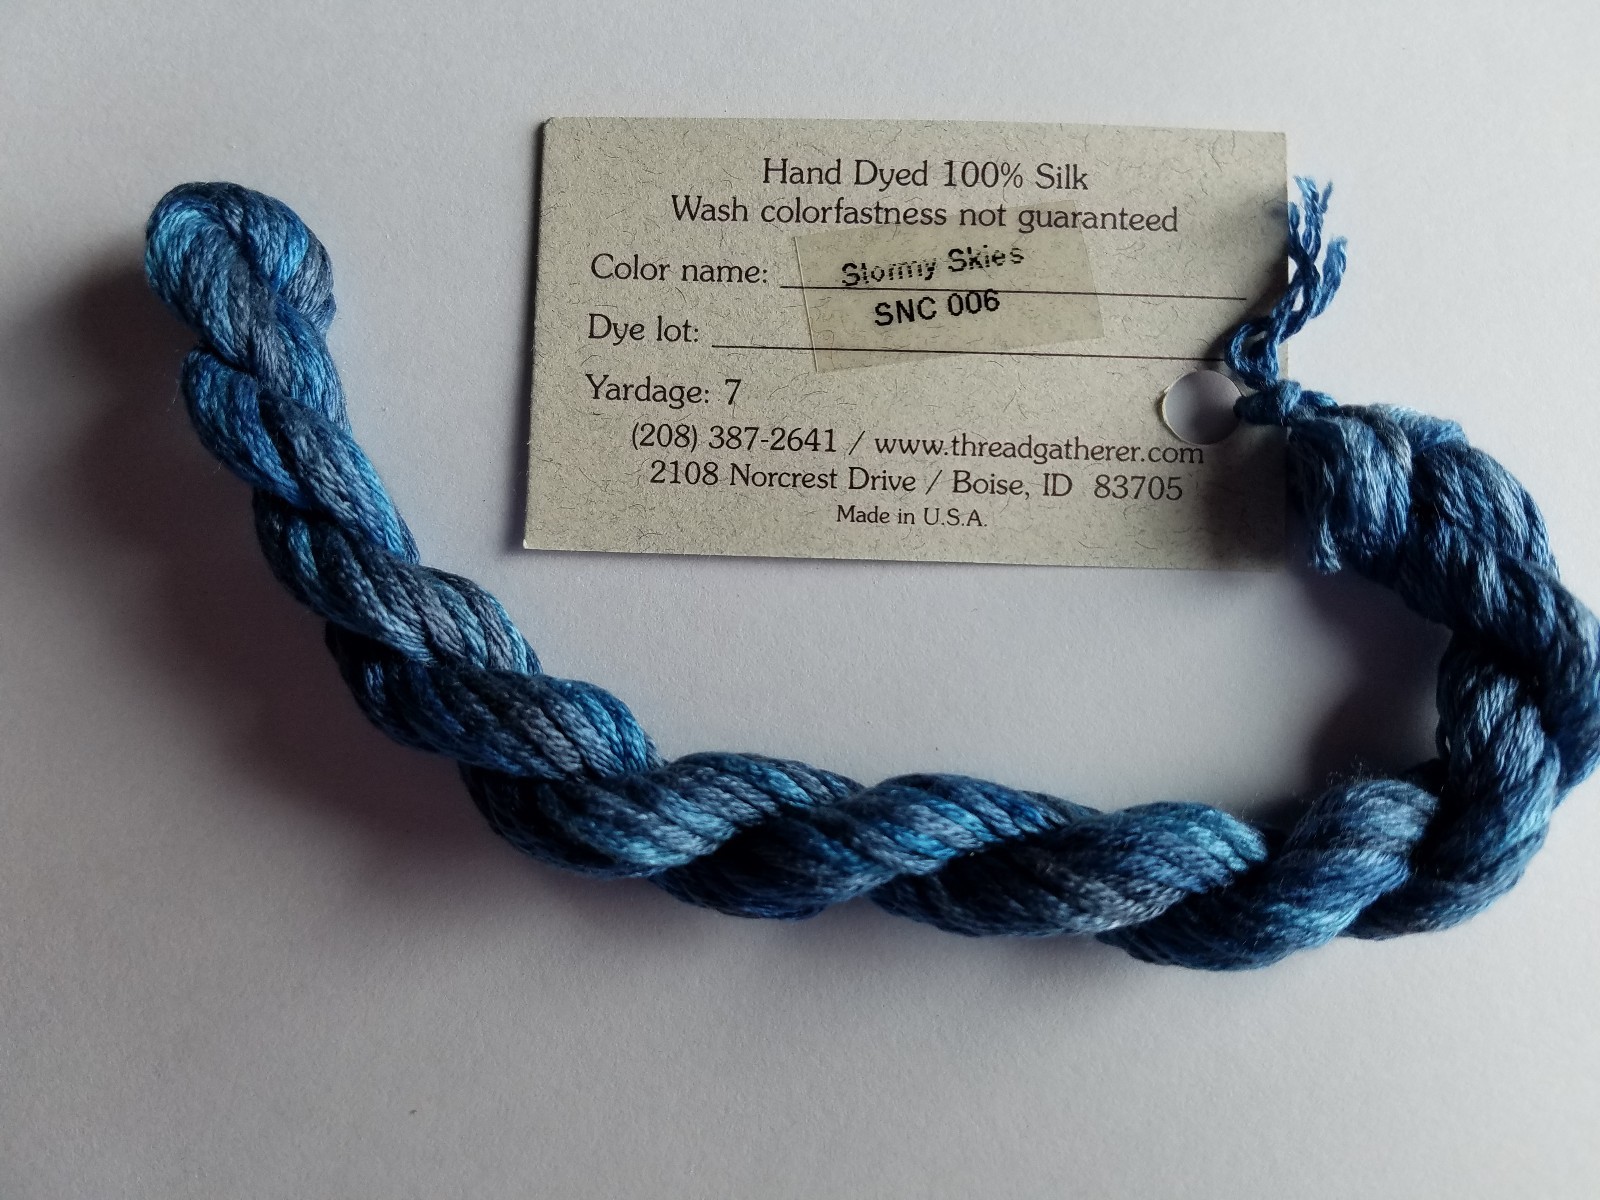 Hand Dyed 100% Silk
Wash colorfastness not guaranteed
Color name: Stormy Skies
SNC 006
Dye lot:
Yardage: 7
(208) 387-2641 / www.threadgatherer.com
2108 Norcrest Drive / Boise, ID 83705
Made in U.S.A.